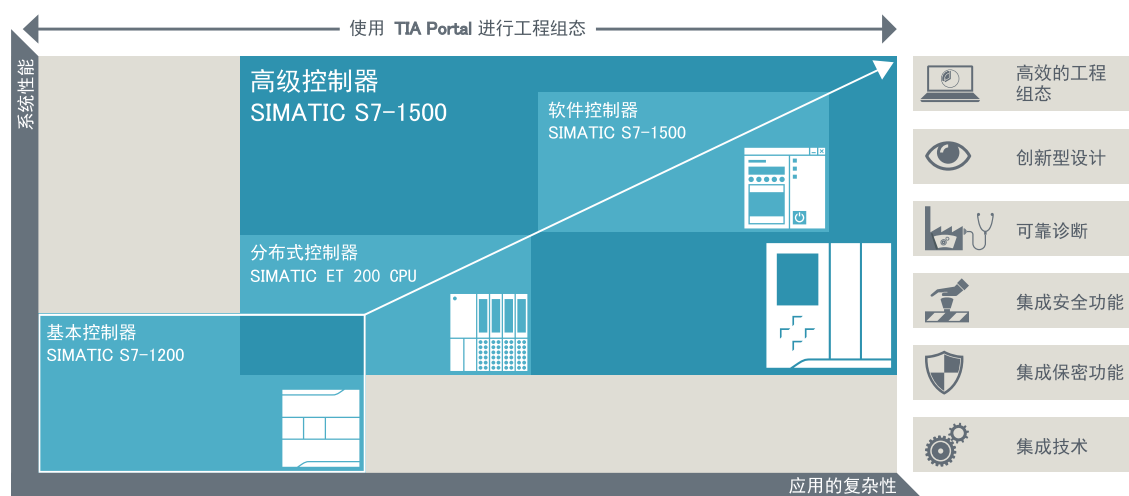 使用 TIA Portal 进行工程组态
系统性能
高级控制器
SIMATIC S7-1500
软件控制器
SIMATIC S7-1500
分布式控制器
SIMATIC ET 200 CPU
基本控制器
SIMATIC S7-1200
应用的复杂性
高效的工程
组态
创新型设计
可靠诊断
集成安全功能
集成保密功能
集成技术